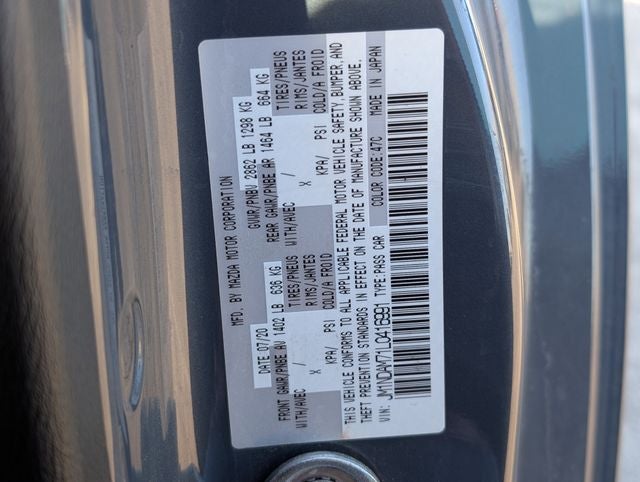 MFD. BY MAZDA MOTOR CORPORATION
DATE 07/20 GVWR/PNBV 2862 LB 1298 KG
FRONT GAWR/PNBE AV 1402 LB 636 KG REAR GAWR/PNBE AR 1464 LB 664 KG
WITH/AVEC TIRES/PNEUS WITH/AVEC TIRES/PNEUS
/ RIMS/JANTES / RIMS/JANTES
X KPA/ PSI COLD/A FROID X KPA/ PSI COLD/A FROID
THIS VEHICLE CONFORMS TO ALL APPLICABLE FEDERAL MOTOR VEHICLE SAFETY, BUMPER, AND
THEFT PREVENTION STANDARDS IN EFFECT ON THE DATE OF MANUFACTURE SHOWN ABOVE.
VIN: JM1NDAM71L0416991 TYPE:PASS CAR COLOR CODE:47C MADE IN JAPAN